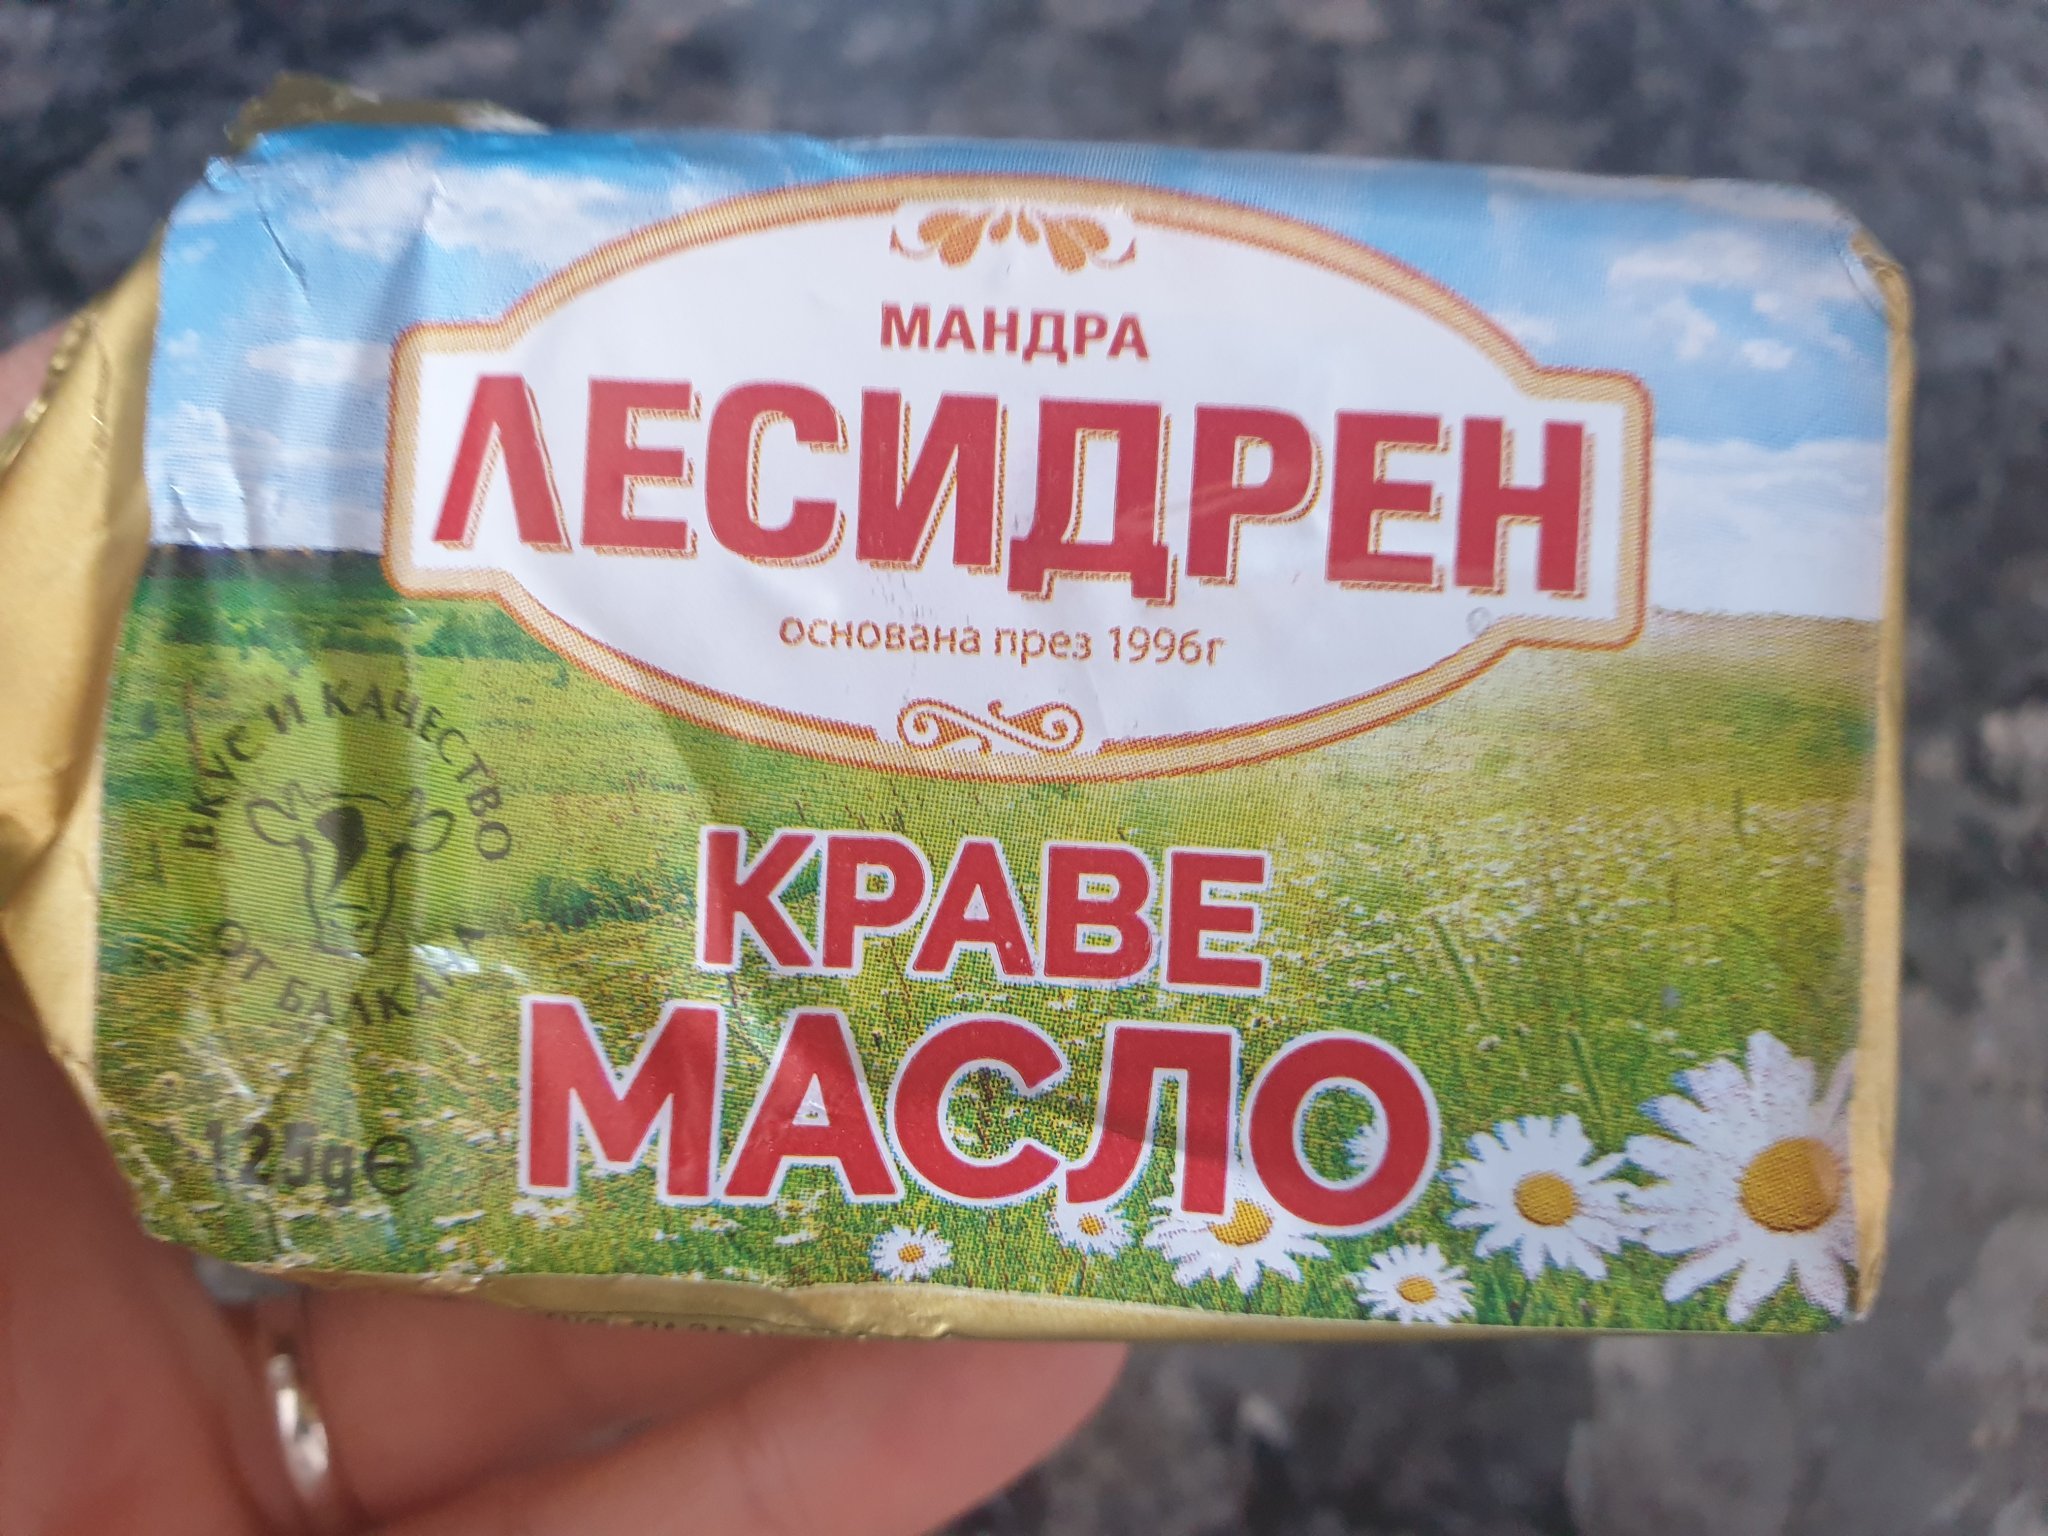 МАНДРА
ЛЕСИДРЕН
основана през 1996г
ВКУС И КАЧЕСТВО
ОТ БАЛКАНА
КРАВЕ
МАСЛО
125g℮